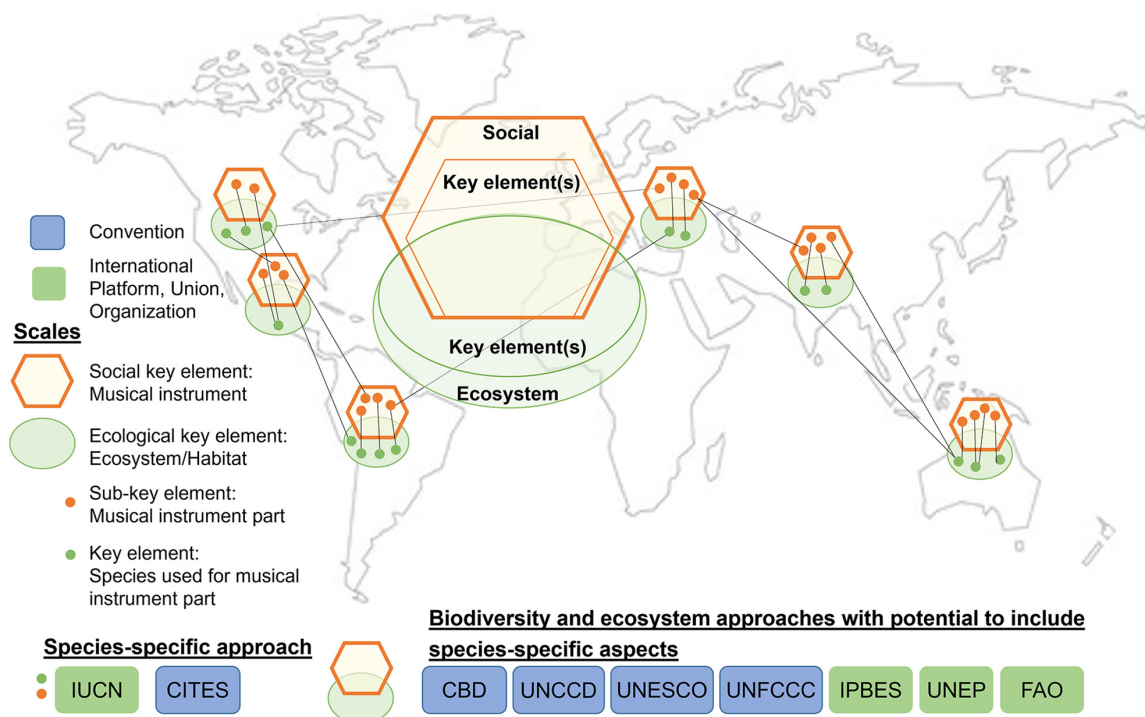 Social
Key element(s)
Key element(s)
Ecosystem
Convention
International
Platform, Union,
Organization
Scales
Social key element:
Musical instrument
Ecological key element:
Ecosystem/Habitat
Sub-key element:
Musical instrument part
Key element:
Species used for musical
instrument part
Species-specific approach
IUCN
CITES
Biodiversity and ecosystem approaches with potential to include
species-specific aspects
CBD
UNCCD
UNESCO
UNFCCC
IPBES
UNEP
FAO